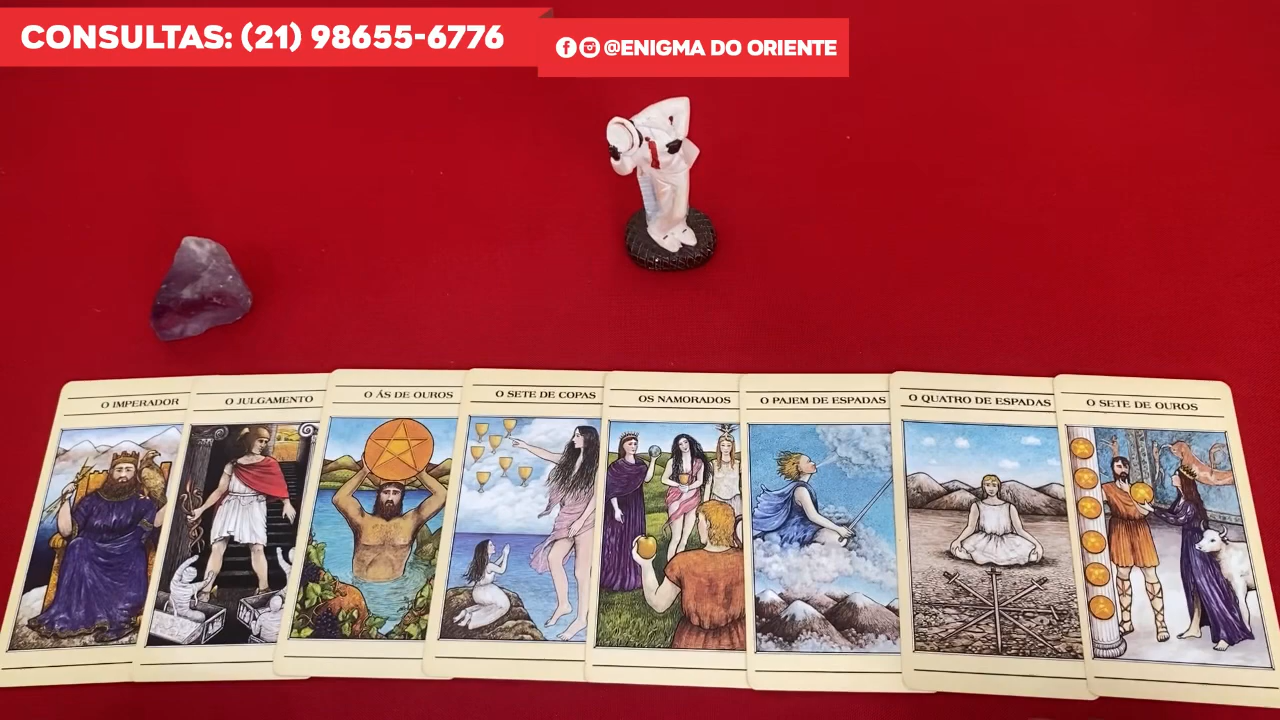 CONSULTAS: (21) 98655-6776
@ENIGMA DO ORIENTE
O IMPERADOR
O JULGAMENTO
O ÁS DE OUROS
O SETE DE COPAS
OS NAMORADOS
O PAJEM DE ESPADAS
O QUATRO DE ESPADAS
O SETE DE OUROS